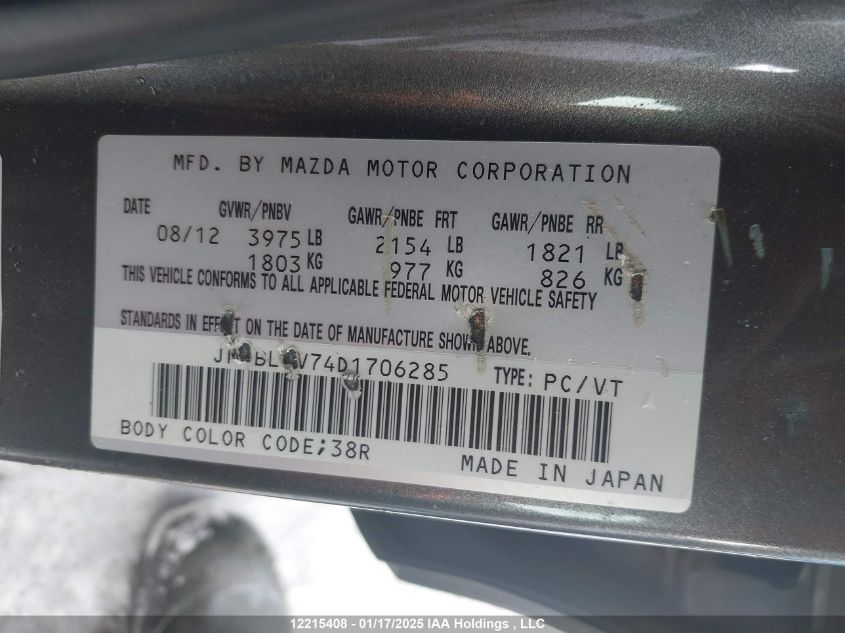 MFD. BY MAZDA MOTOR CORPORATION
DATE GVWR/PNBV GAWR/PNBE FRT GAWR/PNBE RR
08/12 3975 LB 2154 LB 1821 LB
1803 KG 977 KG 826 KG
THIS VEHICLE CONFORMS TO ALL APPLICABLE FEDERAL MOTOR VEHICLE SAFETY
STANDARDS IN EFFECT ON THE DATE OF MANUFACTURE SHOWN ABOVE.
TYPE: PC/VT
BODY COLOR CODE;38R
MADE IN JAPAN
12215408 - 01/17/2025 IAA Holdings, LLC